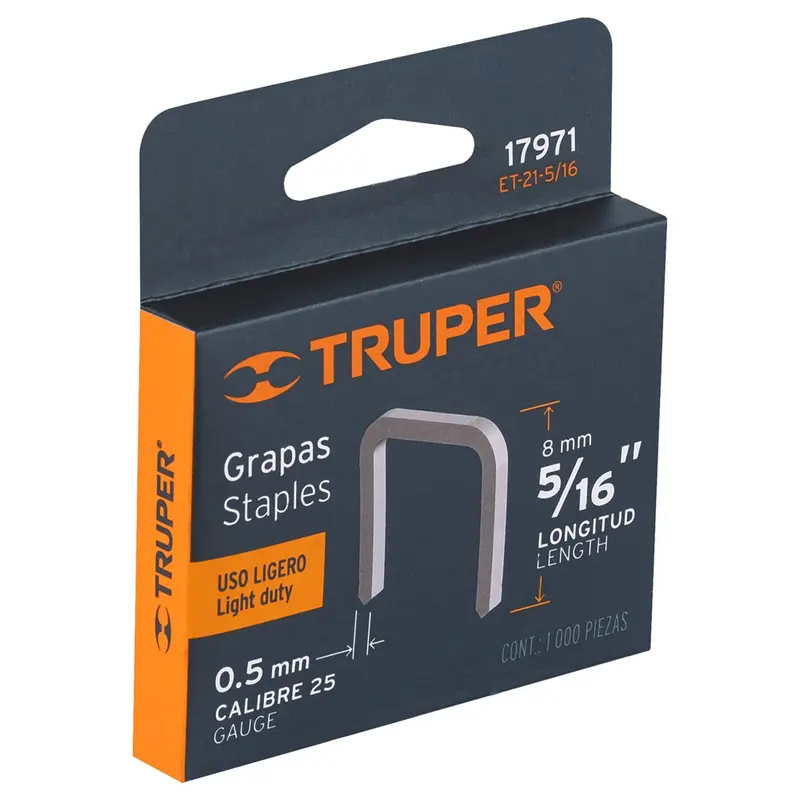 17971
ET-21-5/16
TRUPER®
Grapas
Staples
USO LIGERO
Light duty
0.5 mm
CALIBRE 25
GAUGE
8 mm
5/16"
LONGITUD
LENGTH
CONT.: 1 000 PIEZAS
TRUPER®